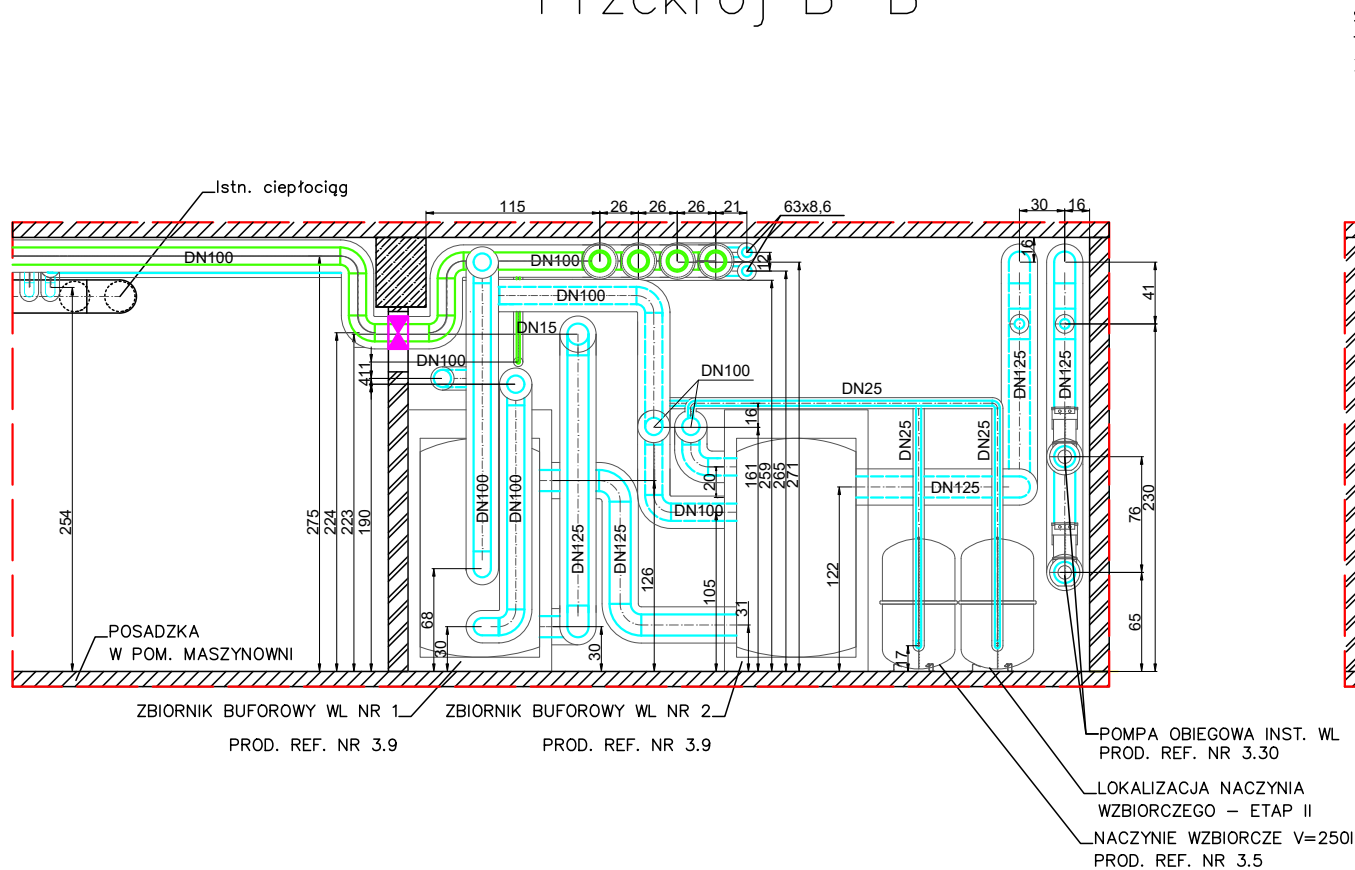 Przekrój B-B
Istn. ciepłociąg
115
26
26
26
21
63x8,6
30
16
DN100
DN100
12
16
DN100
41
DN15
DN100
411
DN100
DN25
DN125
DN125
16
DN25
DN25
254
275
224
223
190
DN100
DN100
DN125
DN125
20
161
259
265
271
DN125
DN100
76
230
126
105
122
68
30
30
31
17
65
POSADZKA
W POM. MASZYNOWNI
ZBIORNIK BUFOROWY WL NR 1
PROD. REF. NR 3.9
ZBIORNIK BUFOROWY WL NR 2
PROD. REF. NR 3.9
POMPA OBIEGOWA INST. WL
PROD. REF. NR 3.30
LOKALIZACJA NACZYNIA
WZBIORCZEGO – ETAP II
NACZYNIE WZBIORCZE V=250l
PROD. REF. NR 3.5